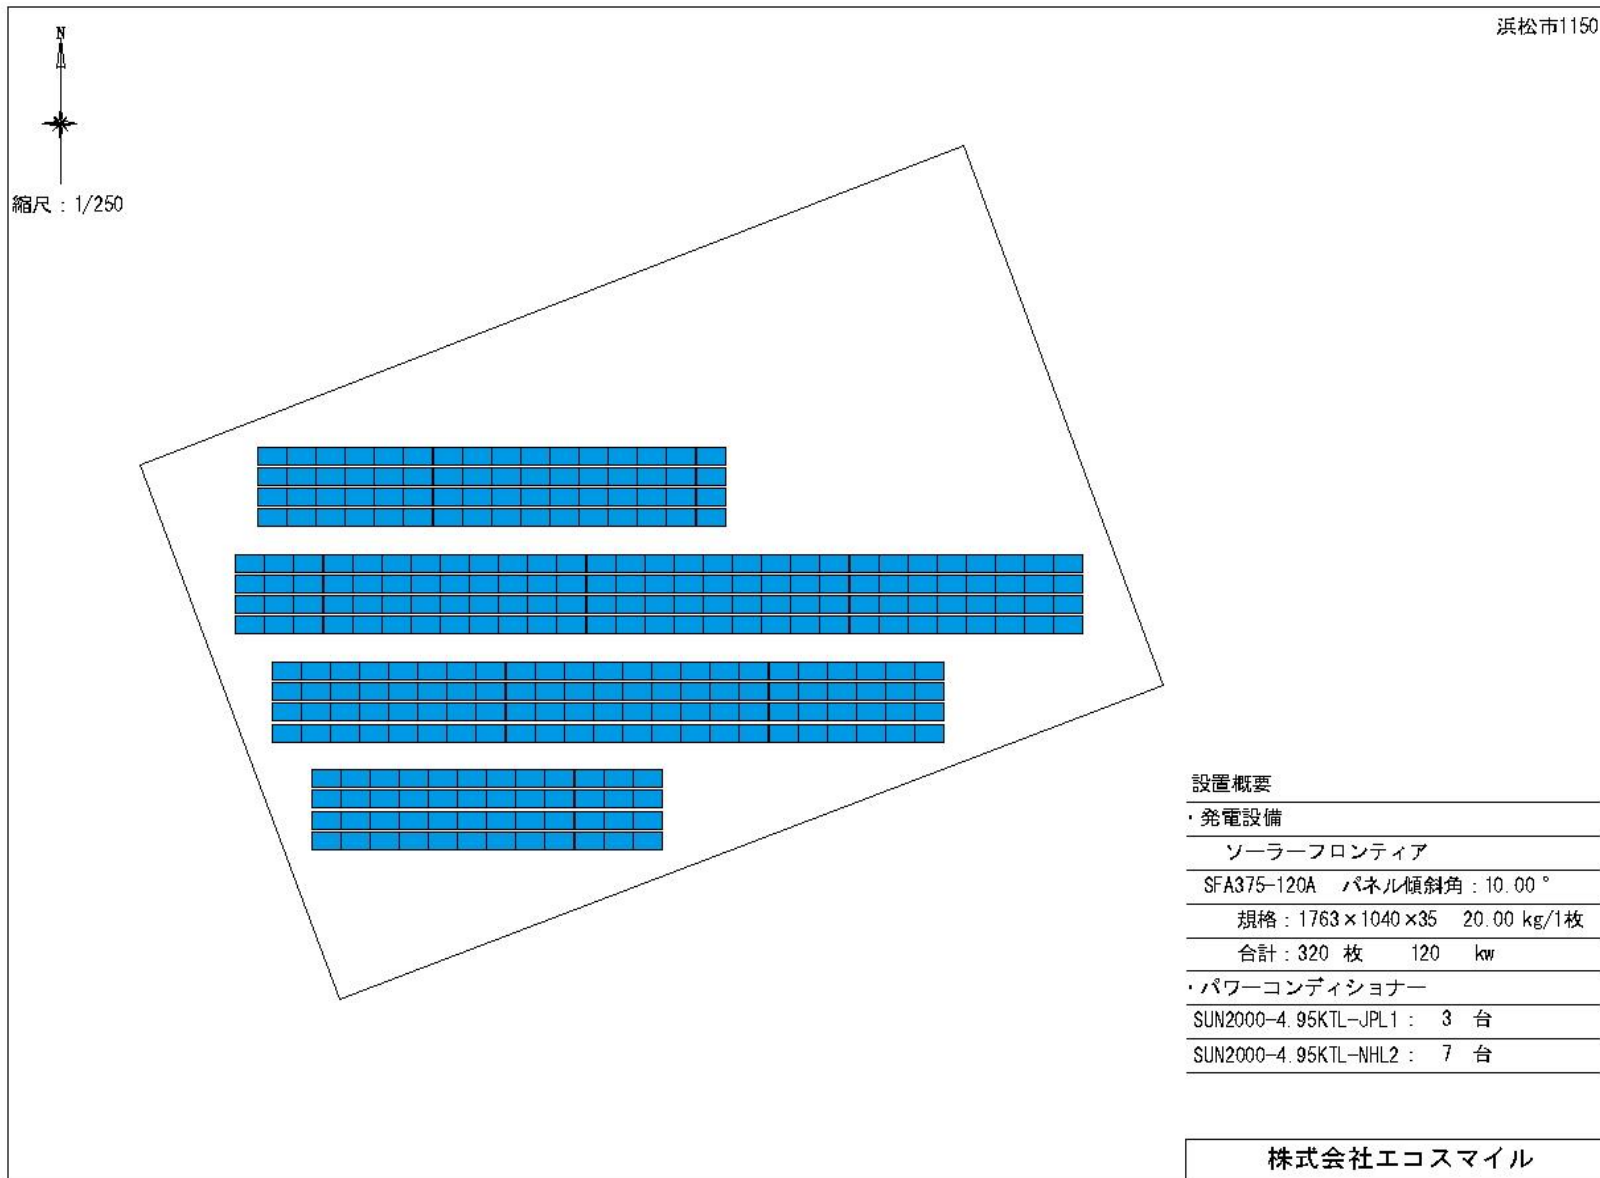 浜松市1150
N
縮尺：1/250
設置概要
・発電設備
ソーラーフロンティア
SFA375-120A パネル傾斜角：10.00°
規格：1763×1040×35 20.00 kg/1枚
合計：320 枚 120 kw
・パワーコンディショナー
SUN2000-4.95KTL-JPL1： 3 台
SUN2000-4.95KTL-NHL2： 7 台
株式会社エコスマイル